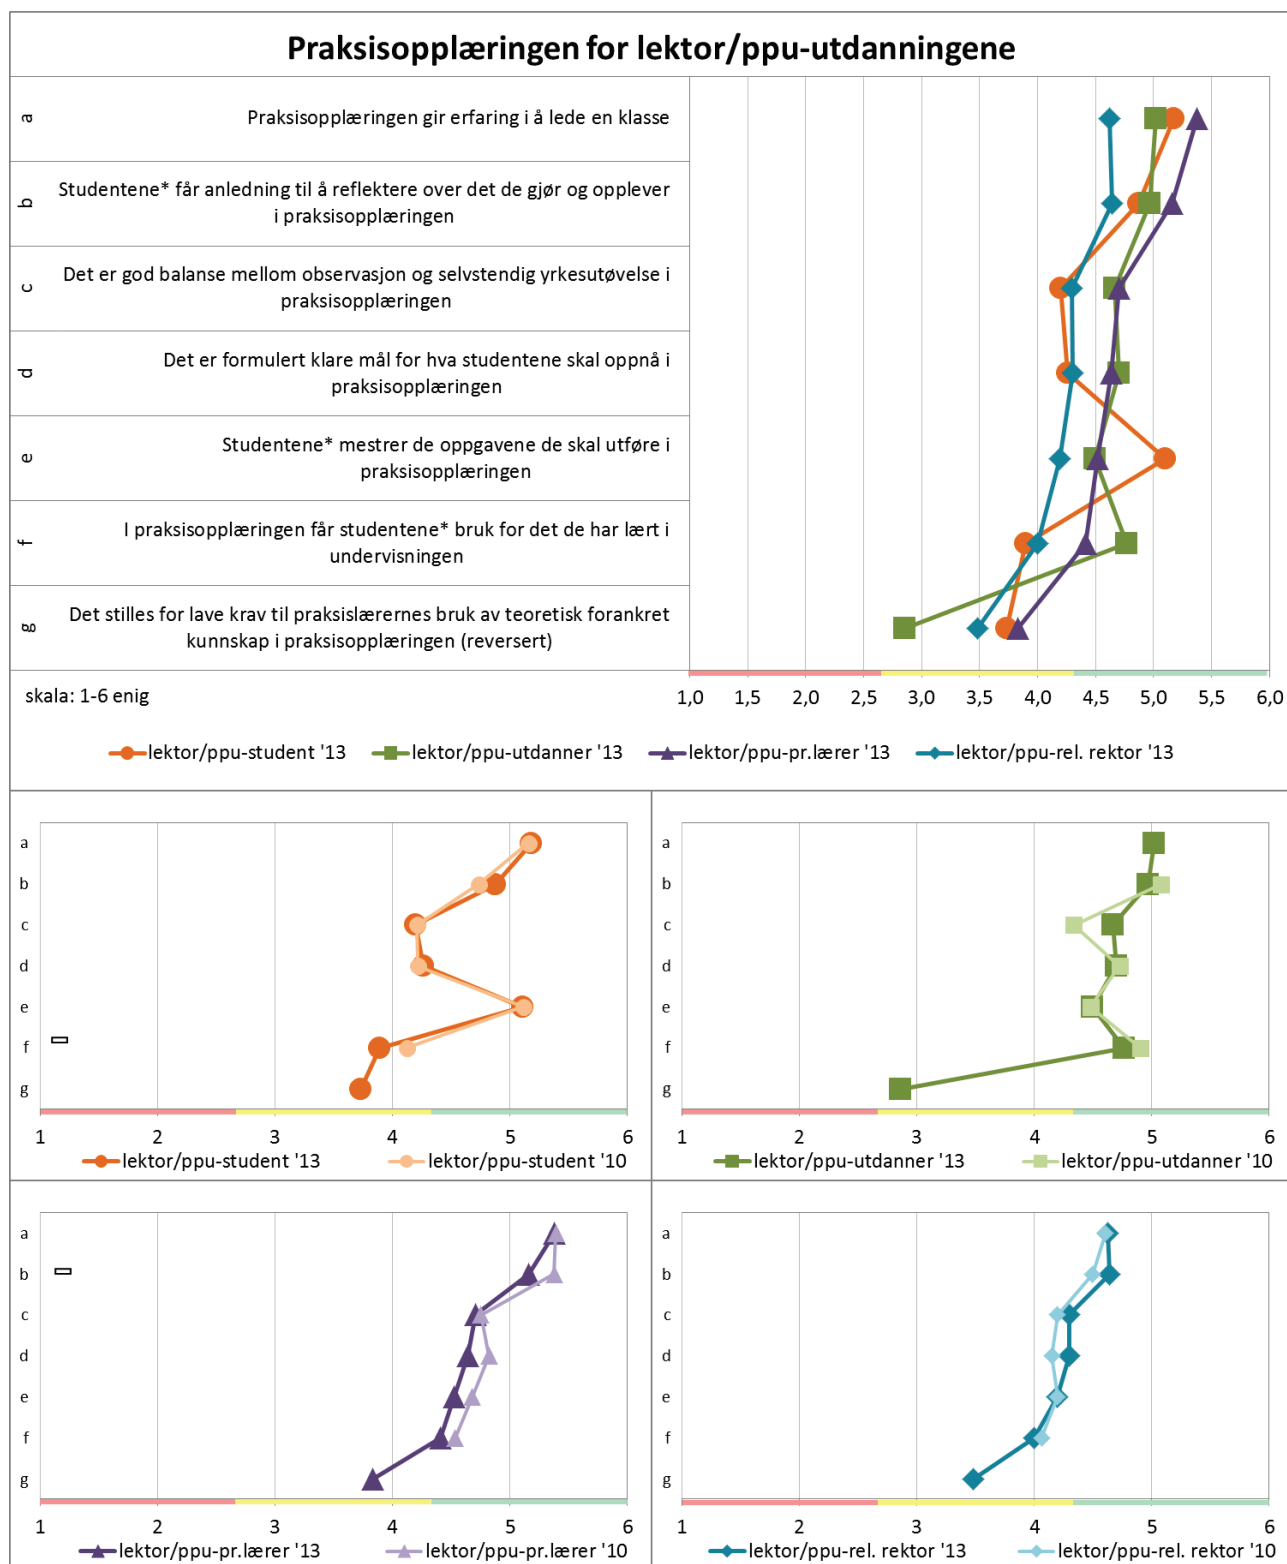 Praksisopplæringen for lektor/ppu-utdanningene
a
Praksisopplæringen gir erfaring i å lede en klasse
b
Studentene* får anledning til å reflektere over det de gjør og opplever
i praksisopplæringen
c
Det er god balanse mellom observasjon og selvstendig yrkesutøvelse i
praksisopplæringen
d
Det er formulert klare mål for hva studentene skal oppnå i
praksisopplæringen
e
Studentene* mestrer de oppgavene de skal utføre i
praksisopplæringen
f
I praksisopplæringen får studentene* bruk for det de har lært i
undervisningen
g
Det stilles for lave krav til praksislærernes bruk av teoretisk forankret
kunnskap i praksisopplæringen (reversert)
skala: 1-6 enig
1,0 1,5 2,0 2,5 3,0 3,5 4,0 4,5 5,0 5,5 6,0
lektor/ppu-student '13 lektor/ppu-utdanner '13 lektor/ppu-pr.lærer '13 lektor/ppu-rel. rektor '13
a
b
c
d
e
f
g
1 2 3 4 5 6
lektor/ppu-student '13 lektor/ppu-student '10
a
b
c
d
e
f
g
1 2 3 4 5 6
lektor/ppu-utdanner '13 lektor/ppu-utdanner '10
a
b
c
d
e
f
g
1 2 3 4 5 6
lektor/ppu-pr.lærer '13 lektor/ppu-pr.lærer '10
a
b
c
d
e
f
g
1 2 3 4 5 6
lektor/ppu-rel. rektor '13 lektor/ppu-rel. rektor '10